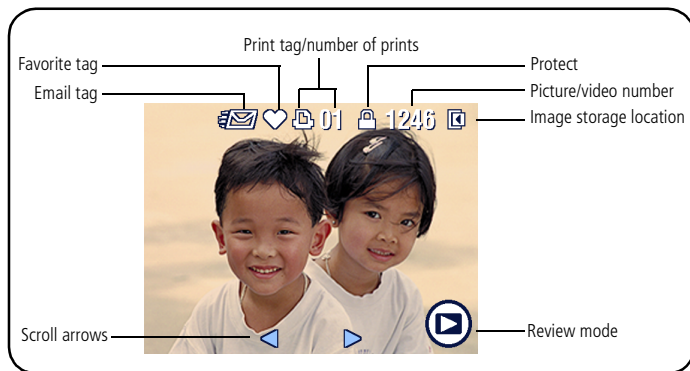 Print tag/number of prints
Favorite tag
Protect
Email tag
Picture/video number
Image storage location
01
1246
Scroll arrows
Review mode